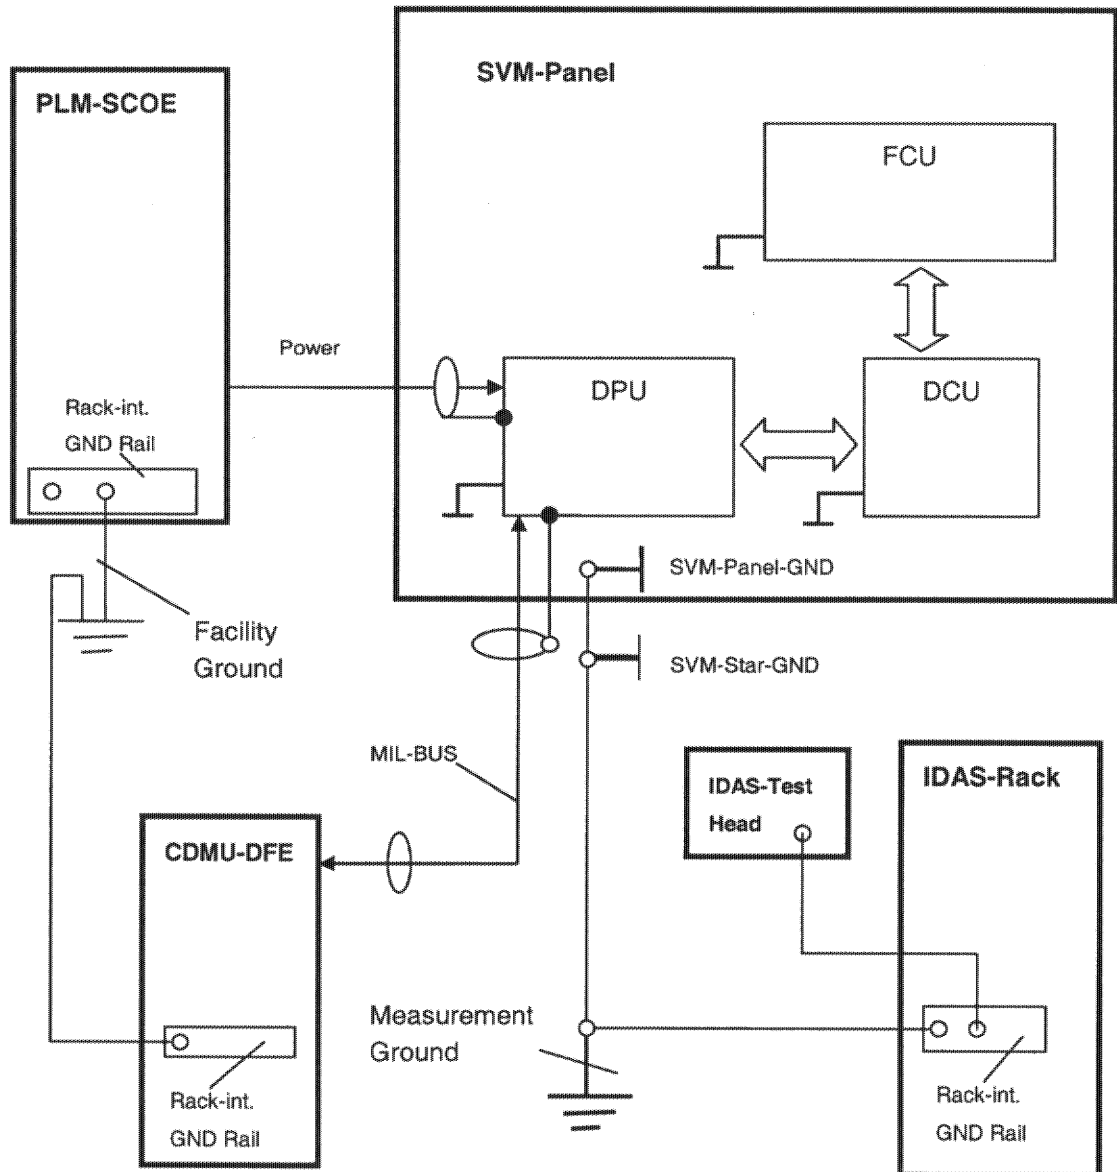 SVM-Panel
PLM-SCOE
FCU
Power
DPU
DCU
Rack-int.
GND Rail
SVM-Panel-GND
Facility
Ground
SVM-Star-GND
MIL-BUS
IDAS-Test
Head
IDAS-Rack
CDMU-DFE
Measurement
Ground
Rack-int.
GND Rail
Rack-int.
GND Rail